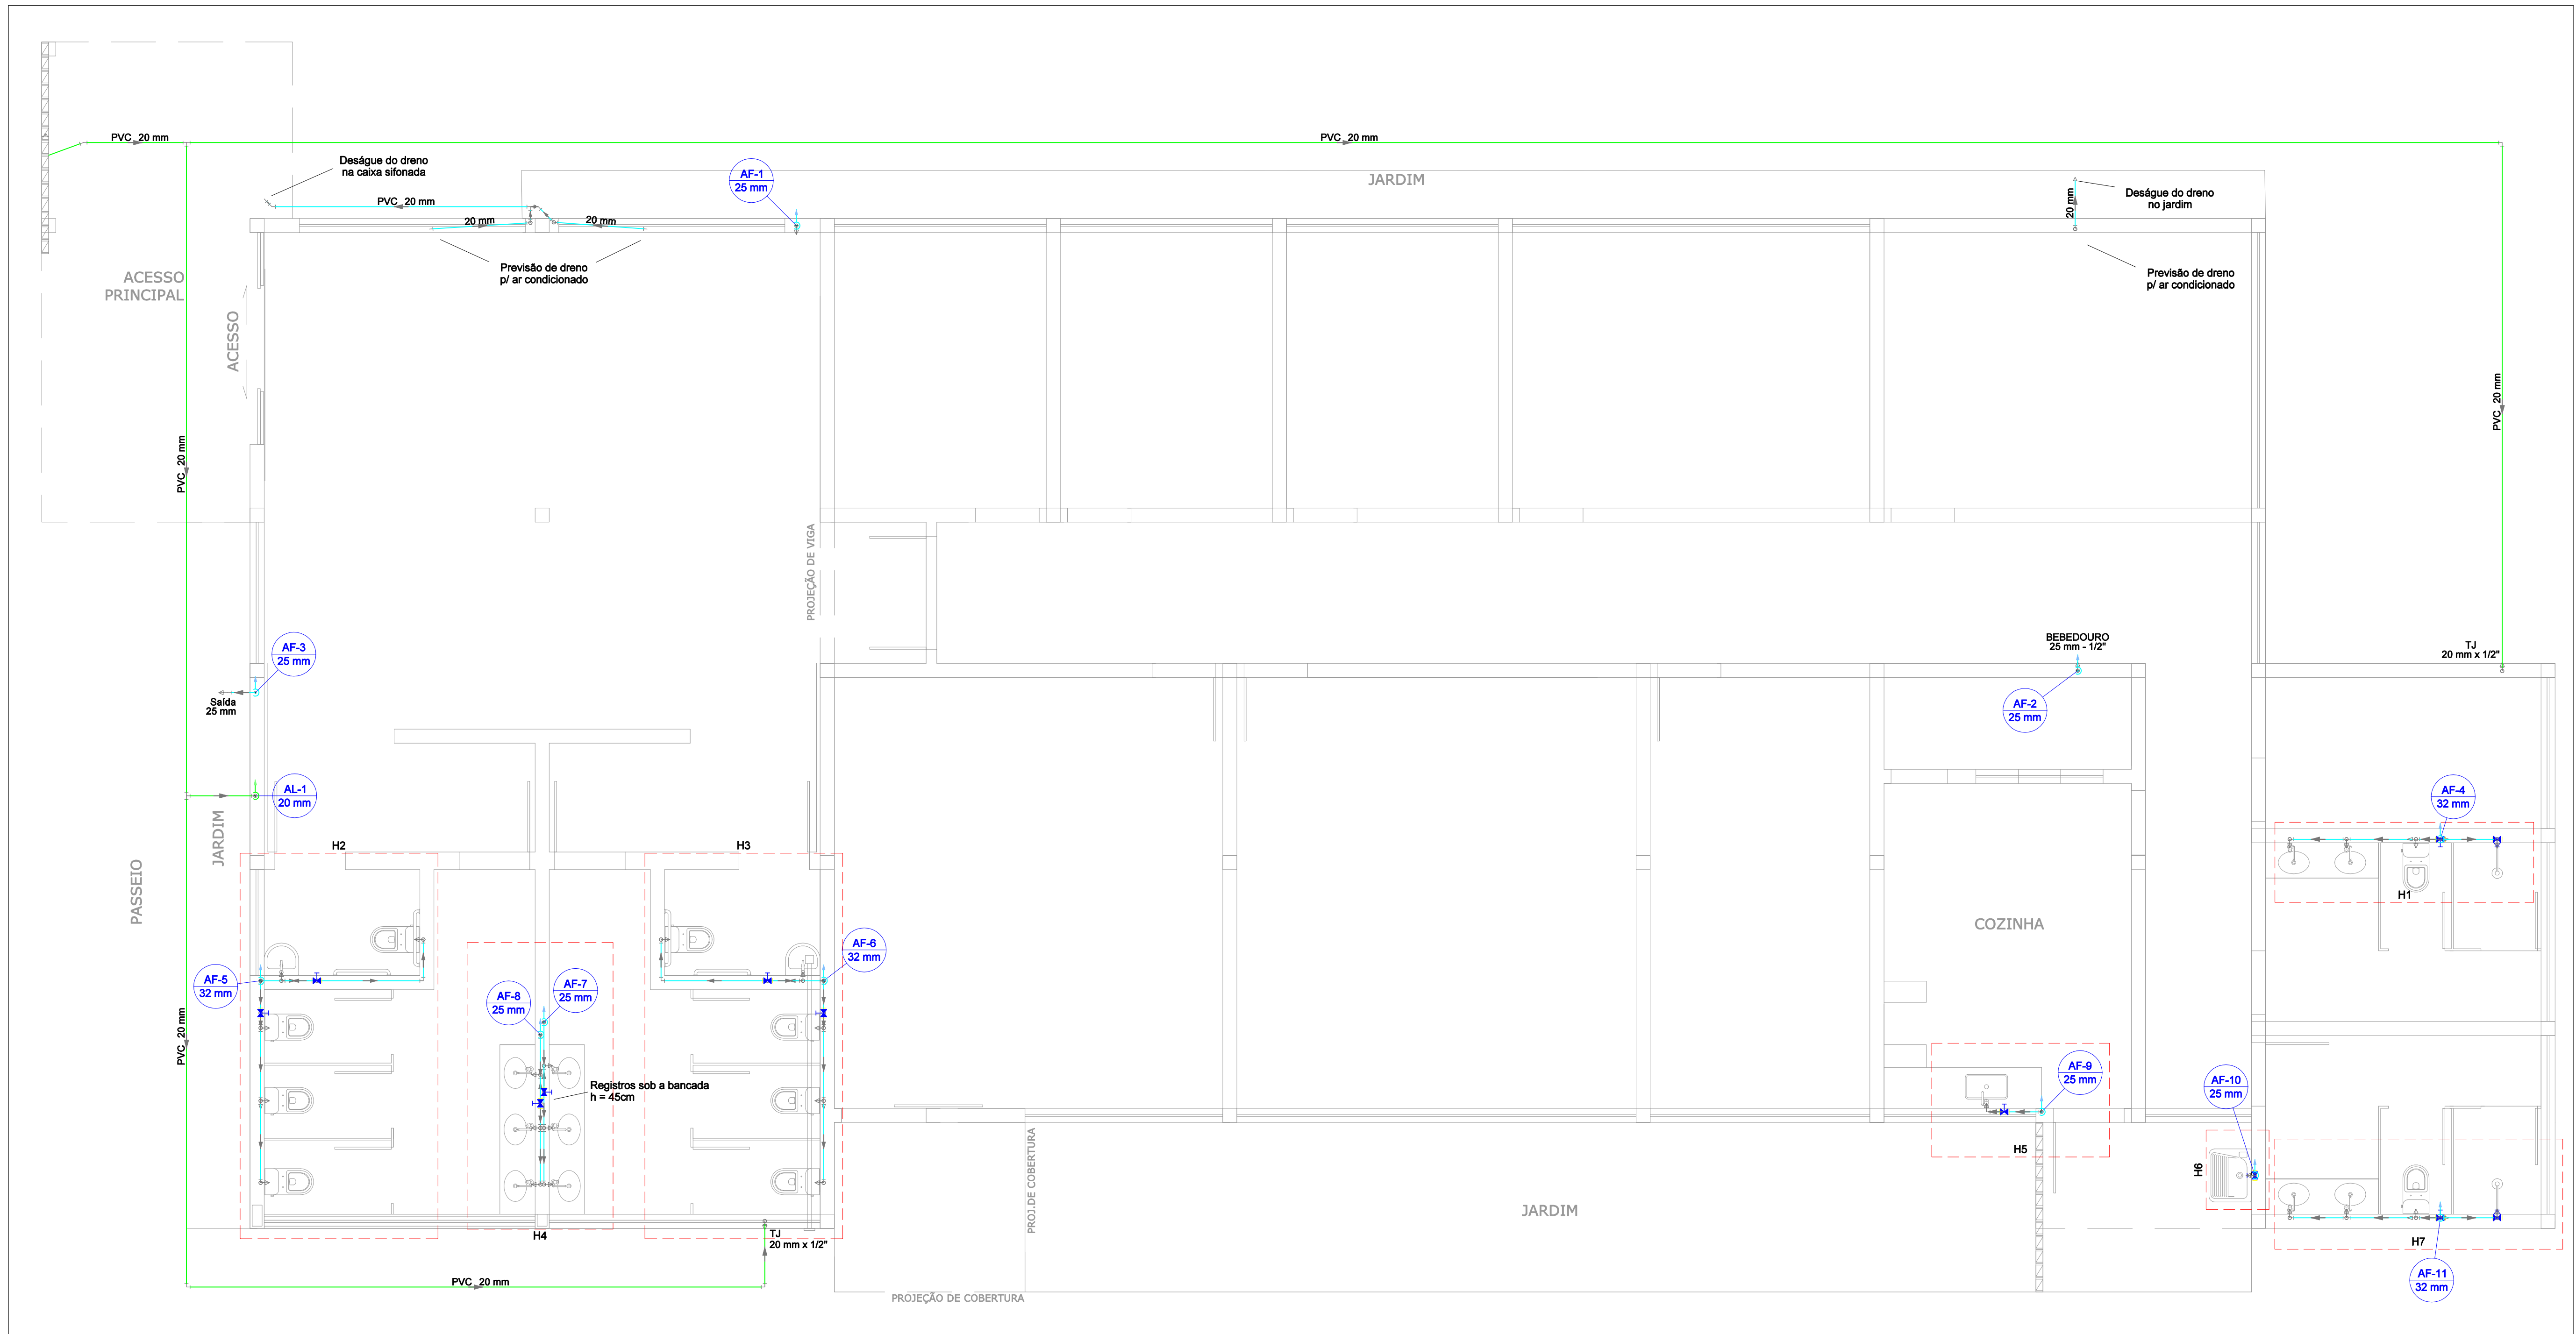 PVC_ 20 mm
PVC_ 20 mm
Deságue do dreno
na caixa sifonada
AF-1
25 mm
JARDIM
PVC_ 20 mm
20 mm
20 mm
20 mm
Deságue do dreno
no jardim
Previsão de dreno
p/ ar condicionado
Previsão de dreno
p/ ar condicionado
ACESSO
PRINCIPAL
ACESSO
PVC_ 20 mm
PVC_ 20 mm
PROJEÇÃO DE VIGA
AF-3
25 mm
Saída
25 mm
BEBEDOURO
25 mm - 1/2"
TJ
20 mm x 1/2"
AF-2
25 mm
AL-1
20 mm
AF-4
32 mm
JARDIM
PASSEIO
H2
H3
H1
COZINHA
AF-5
32 mm
AF-6
32 mm
AF-7
25 mm
AF-8
25 mm
PVC_ 20 mm
Registros sob a bancada
h = 45cm
AF-9
25 mm
AF-10
25 mm
H5
H6
PROJ.DE COBERTURA
JARDIM
H4
TJ
20 mm x 1/2"
H7
AF-11
32 mm
PVC_ 20 mm
PROJEÇÃO DE COBERTURA